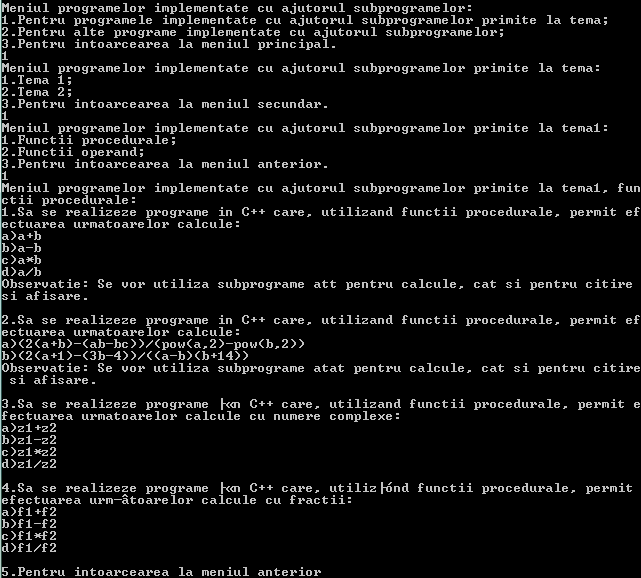 Meniul programelor implementate cu ajutorul subprogramelor:
1.Pentru programele implementate cu ajutorul subprogramelor primite la tema;
2.Pentru alte programe implementate cu ajutorul subprogramelor;
3.Pentru intoarcearea la meniul principal.
1
Meniul programelor implementate cu ajutorul subprogramelor primite la tema:
1.Tema 1;
2.Tema 2;
3.Pentru intoarcearea la meniul secundar.
1
Meniul programelor implementate cu ajutorul subprogramelor primite la tema1:
1.Functii procedurale;
2.Functii operand;
3.Pentru intoarcearea la meniul anterior.
1
Meniul programelor implementate cu ajutorul subprogramelor primite la tema1, fun
ctii procedurale:
1.Sa se realizeze programe in C++ care, utilizand functii procedurale, permit ef
ectuarea urmatoarelor calcule:
a)a+b
b)a-b
c)a*b
d)a/b
Observatie: Se vor utiliza subprograme att pentru calcule, cat si pentru citire
si afisare.

2.Sa se realizeze programe in C++ care, utilizand functii procedurale, permit ef
ectuarea urmatoarelor calcule:
a)(2(a+b)-(ab-bc))/(pow(a,2)-pow(b,2))
b)(2(a+1)-(3b-4))/((a-b)(b+14))
Observatie: Se vor utiliza subprograme atat pentru calcule, cat si pentru citire
 si afisare.

3.Sa se realizeze programe ├«n C++ care, utilizand functii procedurale, permit e
fectuarea urmatoarelor calcule cu numere complexe:
a)z1+z2
b)z1-z2
c)z1*z2
d)z1/z2

4.Sa se realizeze programe ├«n C++ care, utiliz├ónd functii procedurale, permit
efectuarea urm─âtoarelor calcule cu fractii:
a)f1+f2
b)f1-f2
c)f1*f2
d)f1/f2

5.Pentru intoarcearea la meniul anterior